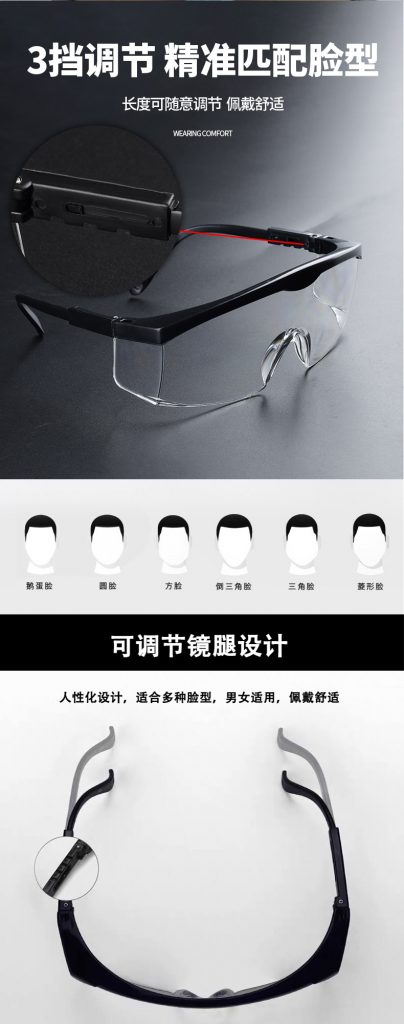 3挡调节 精准匹配脸型
长度可随意调节 佩戴舒适
WEARING COMFORT
鹅蛋脸 圆脸 方脸 倒三角脸 三角脸 菱形脸
可调节镜腿设计
人性化设计，适合多种脸型，男女适用，佩戴舒适